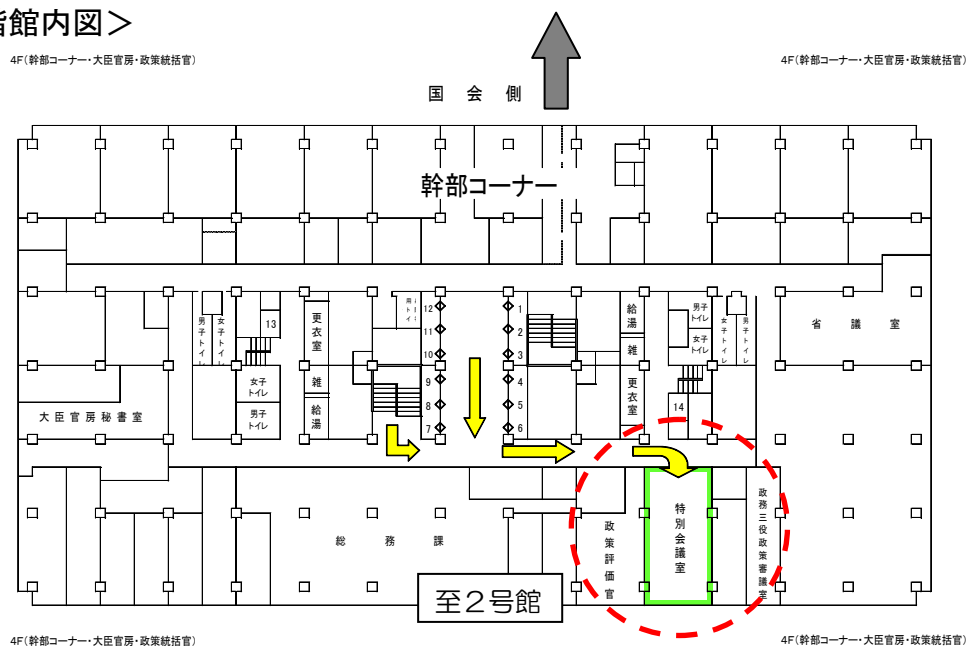 階館内図＞
4F(幹部コーナー・大臣官房・政策統括官)
4F(幹部コーナー・大臣官房・政策統括官)
国会側
幹部コーナー
男子トイレ
女子トイレ
13
更衣室
12
11
10
9
8
7
1
2
3
4
5
6
給湯
雑
更衣室
男子トイレ
女子トイレ
女子トイレ
男子トイレ
省議室
大臣官房秘書室
女子トイレ
男子トイレ
雑
給湯
14
総務課
政策評価官
特別会議室
政務三役政策審議室
至２号館
4F(幹部コーナー・大臣官房・政策統括官)
4F(幹部コーナー・大臣官房・政策統括官)